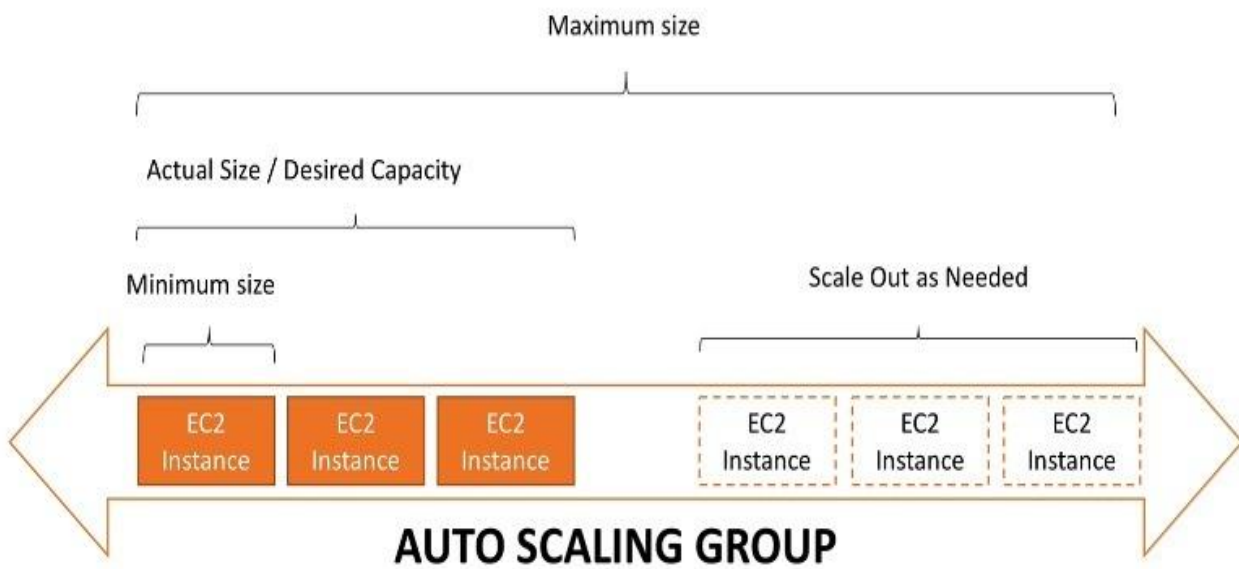 Maximum size
Actual Size / Desired Capacity
Minimum size
Scale Out as Needed
EC2
Instance
EC2
Instance
EC2
Instance
EC2
Instance
EC2
Instance
EC2
Instance
AUTO SCALING GROUP